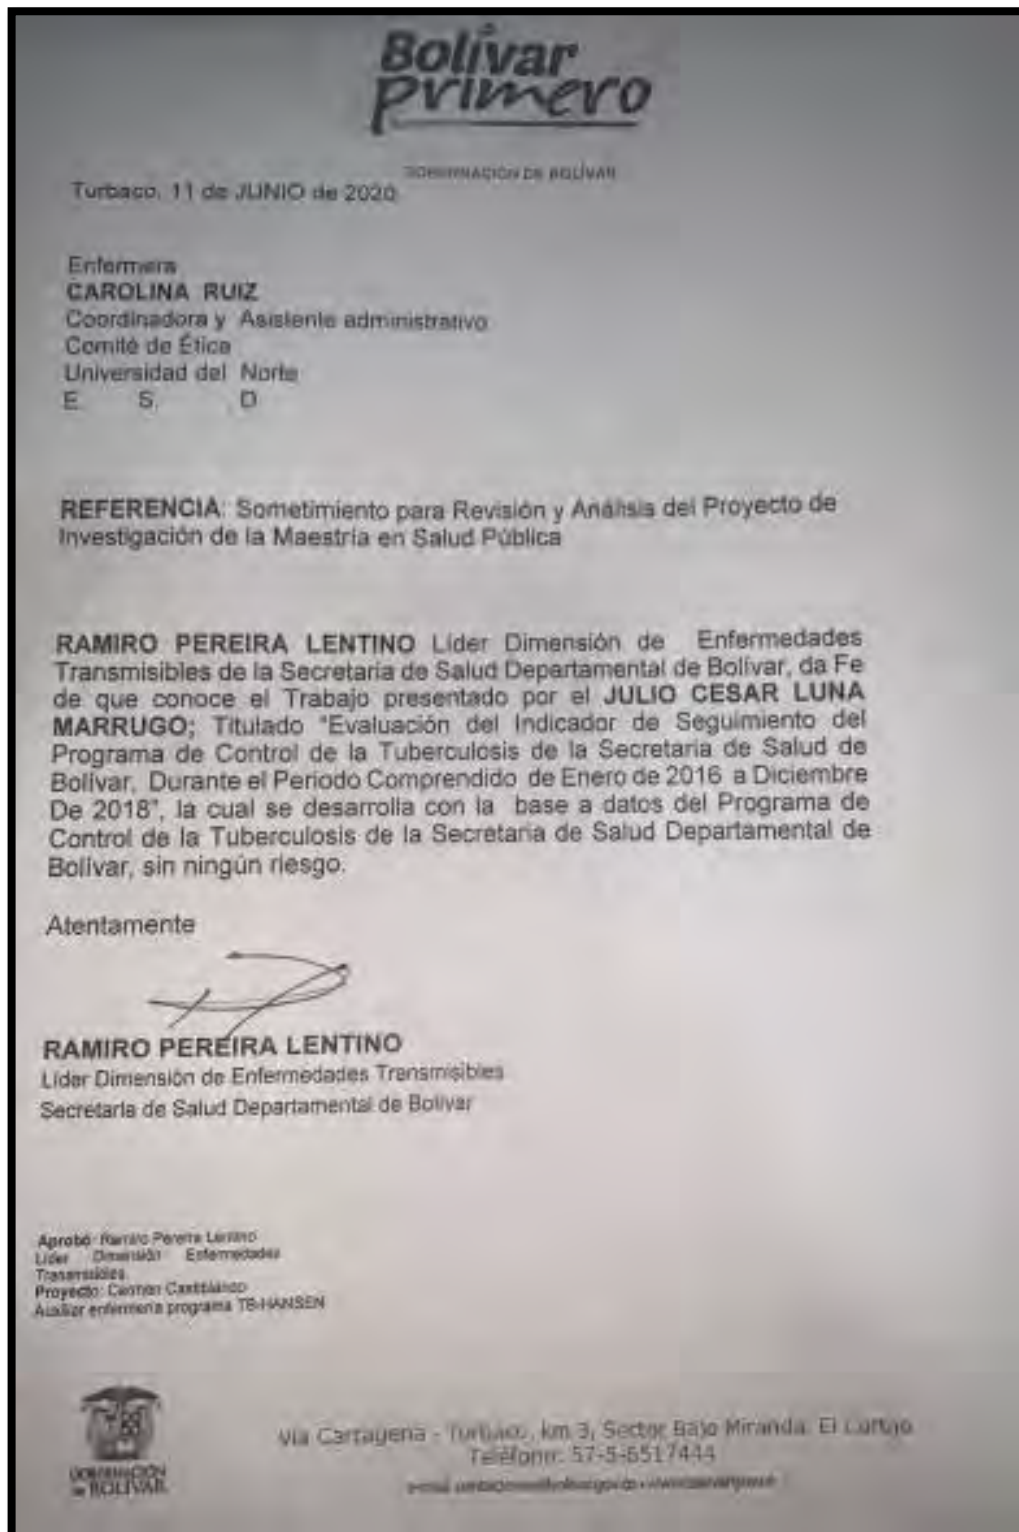 Bolívar
primero
GOBERNACIÓN DE BOLÍVAR
Turbaco, 11 de JUNIO de 2020
Enfermera
CAROLINA RUIZ
Coordinadora y Asistente administrativo
Comité de Ética
Universidad del Norte
E. S. D
REFERENCIA: Sometimiento para Revisión y Análisis del Proyecto de
Investigación de la Maestría en Salud Pública
RAMIRO PEREIRA LENTINO Líder Dimensión de Enfermedades
Transmisibles de la Secretaria de Salud Departamental de Bolívar, da Fe
de que conoce el Trabajo presentado por el JULIO CESAR LUNA
MARRUGO; Titulado "Evaluación del Indicador de Seguimiento del
Programa de Control de la Tuberculosis de la Secretaria de Salud de
Bolívar, Durante el Periodo Comprendido de Enero de 2016 a Diciembre
De 2018", la cual se desarrolla con la base a datos del Programa de
Control de la Tuberculosis de la Secretaria de Salud Departamental de
Bolívar, sin ningún riesgo.
Atentamente
RAMIRO PEREIRA LENTINO
Líder Dimensión de Enfermedades Transmisibles
Secretaria de Salud Departamental de Bolívar
Aprobó: Ramiro Pereira Lentino
Líder Dimensión Enfermedades
Transmisibles
Proyectó: Carmen Castiblanco
Auxiliar enfermería programa TB-HANSEN
GOBERNACIÓN
de BOLÍVAR
Vía Cartagena - Turbaco, km 3, Sector Bajo Miranda, El Cortijo
Teléfono: 57-5-6517444